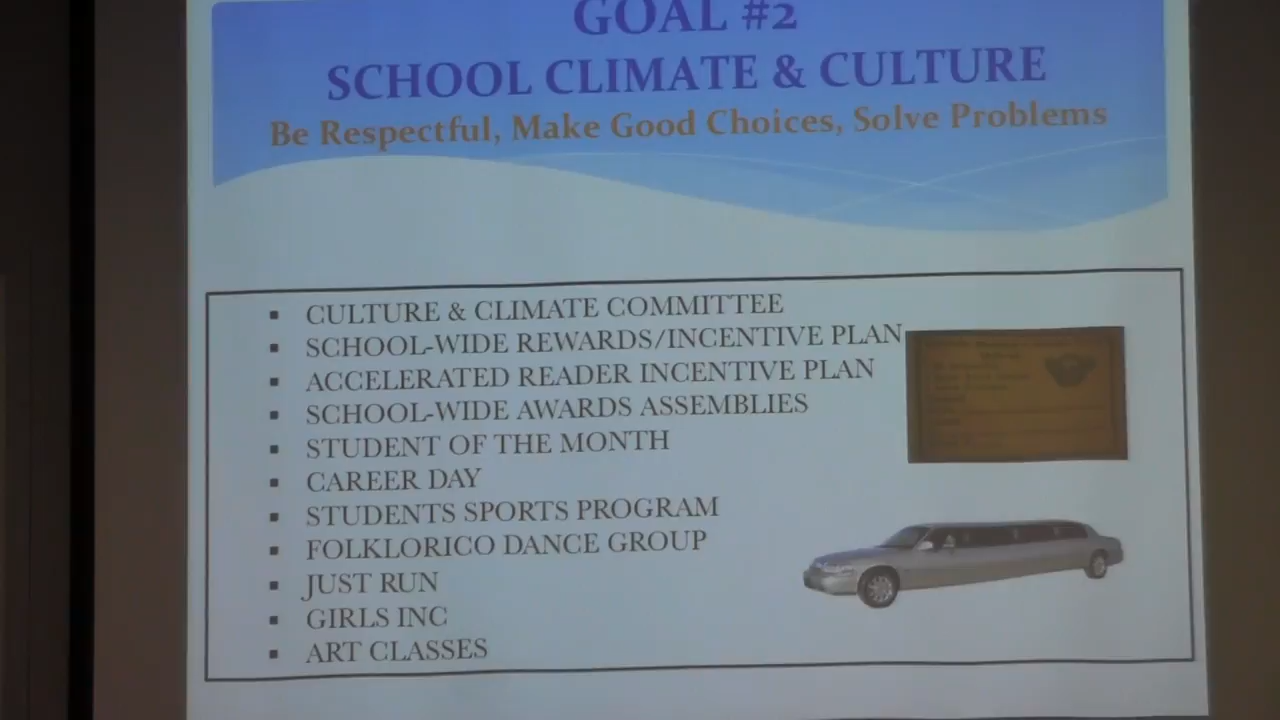 GOAL #2
SCHOOL CLIMATE & CULTURE
Be Respectful, Make Good Choices, Solve Problems
▪ CULTURE & CLIMATE COMMITTEE
▪ SCHOOL-WIDE REWARDS/INCENTIVE PLAN
▪ ACCELERATED READER INCENTIVE PLAN
▪ SCHOOL-WIDE AWARDS ASSEMBLIES
▪ STUDENT OF THE MONTH
▪ CAREER DAY
▪ STUDENTS SPORTS PROGRAM
▪ FOLKLORICO DANCE GROUP
▪ JUST RUN
▪ GIRLS INC
▪ ART CLASSES